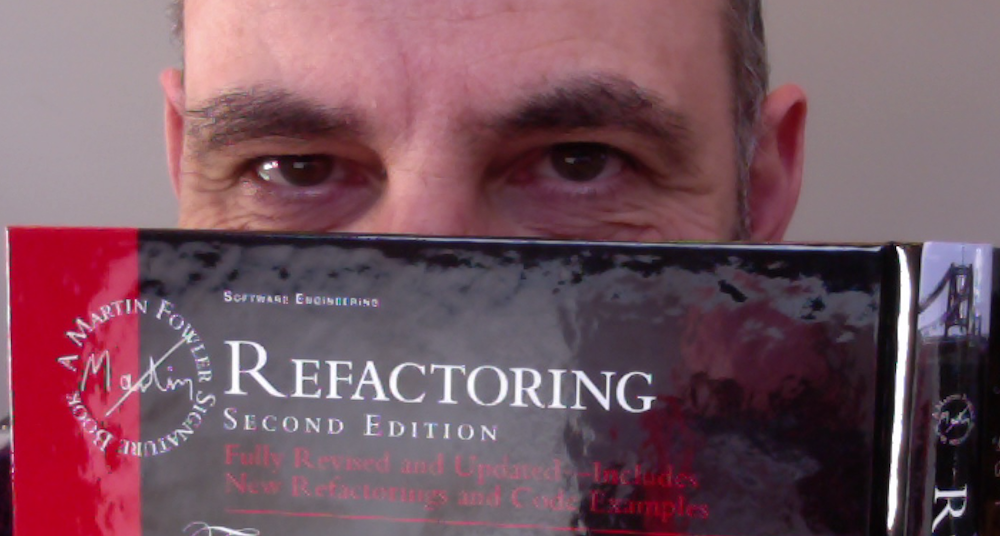 SOFTWARE ENGINEERING
A MARTIN FOWLER SIGNATURE BOOK
Martin
REFACTORING
SECOND EDITION
Fully Revised and Updated—Includes
New Refactorings and Code Examples
R